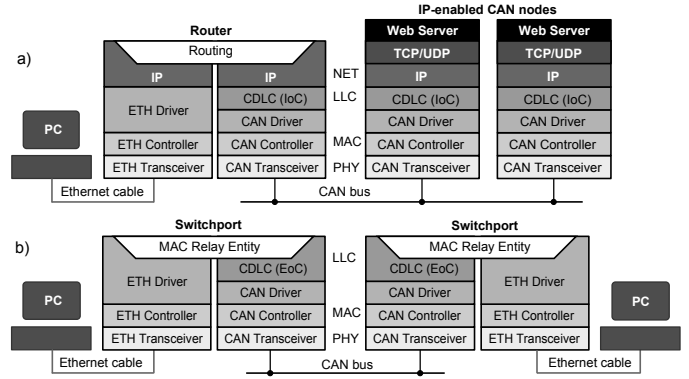 IP-enabled CAN nodes
Router
Web Server
Web Server
a)
Routing
TCP/UDP
TCP/UDP
IP
IP
NET
IP
IP
ETH Driver
CDLC (IoC)
LLC
CDLC (IoC)
CDLC (IoC)
PC
CAN Driver
CAN Driver
CAN Driver
ETH Controller
CAN Controller
MAC
CAN Controller
CAN Controller
ETH Transceiver
CAN Transceiver
PHY
CAN Transceiver
CAN Transceiver
Ethernet cable
CAN bus
Switchport
Switchport
b)
MAC Relay Entity
MAC Relay Entity
LLC
ETH Driver
CDLC (EoC)
CDLC (EoC)
ETH Driver
PC
CAN Driver
CAN Driver
PC
ETH Controller
CAN Controller
MAC
CAN Controller
ETH Controller
ETH Transceiver
CAN Transceiver
PHY
CAN Transceiver
ETH Transceiver
Ethernet cable
CAN bus
Ethernet cable